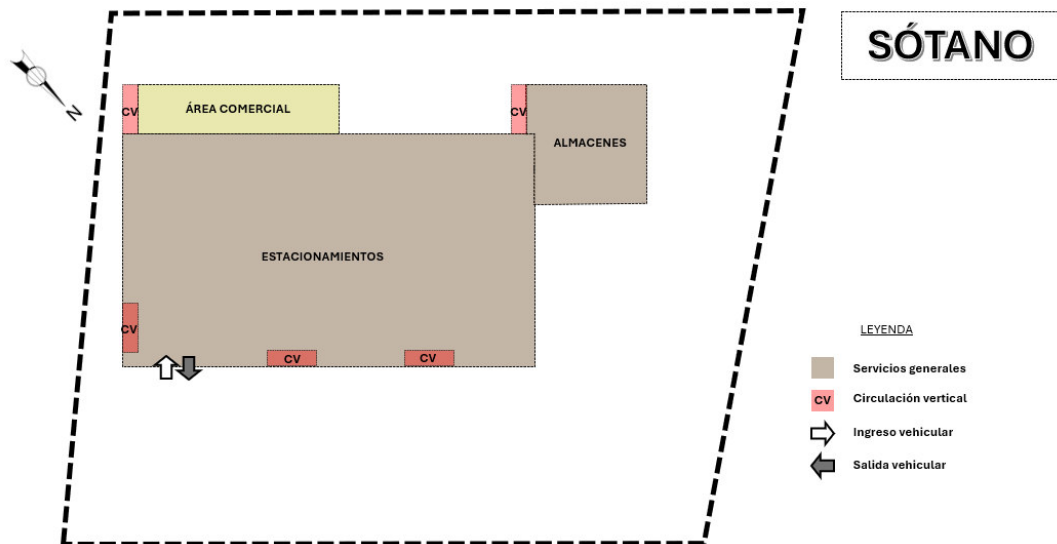 SÓTANO
N
CV
ÁREA COMERCIAL
CV
ALMACENES
ESTACIONAMIENTOS
CV
CV
CV
LEYENDA
Servicios generales
CV
Circulación vertical
Ingreso vehicular
Salida vehicular